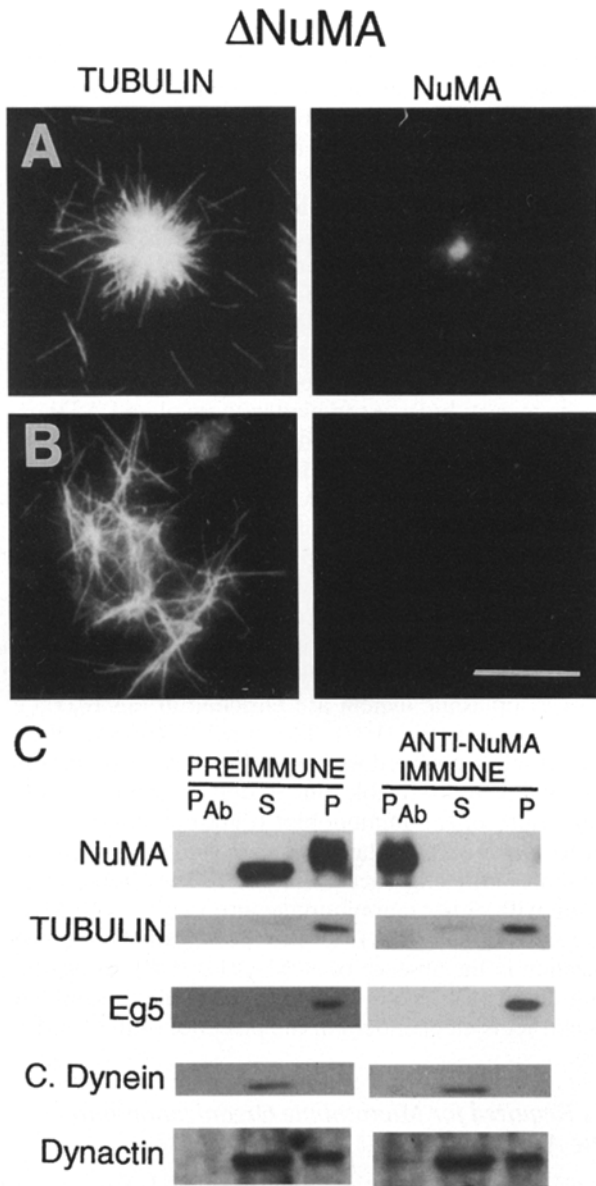 ΔNuMA
TUBULIN NuMA
A
B
C
PREIMMUNE
ANTI-NuMA
IMMUNE
PAb S P PAb S P
NuMA
TUBULIN
Eg5
C. Dynein
Dynactin